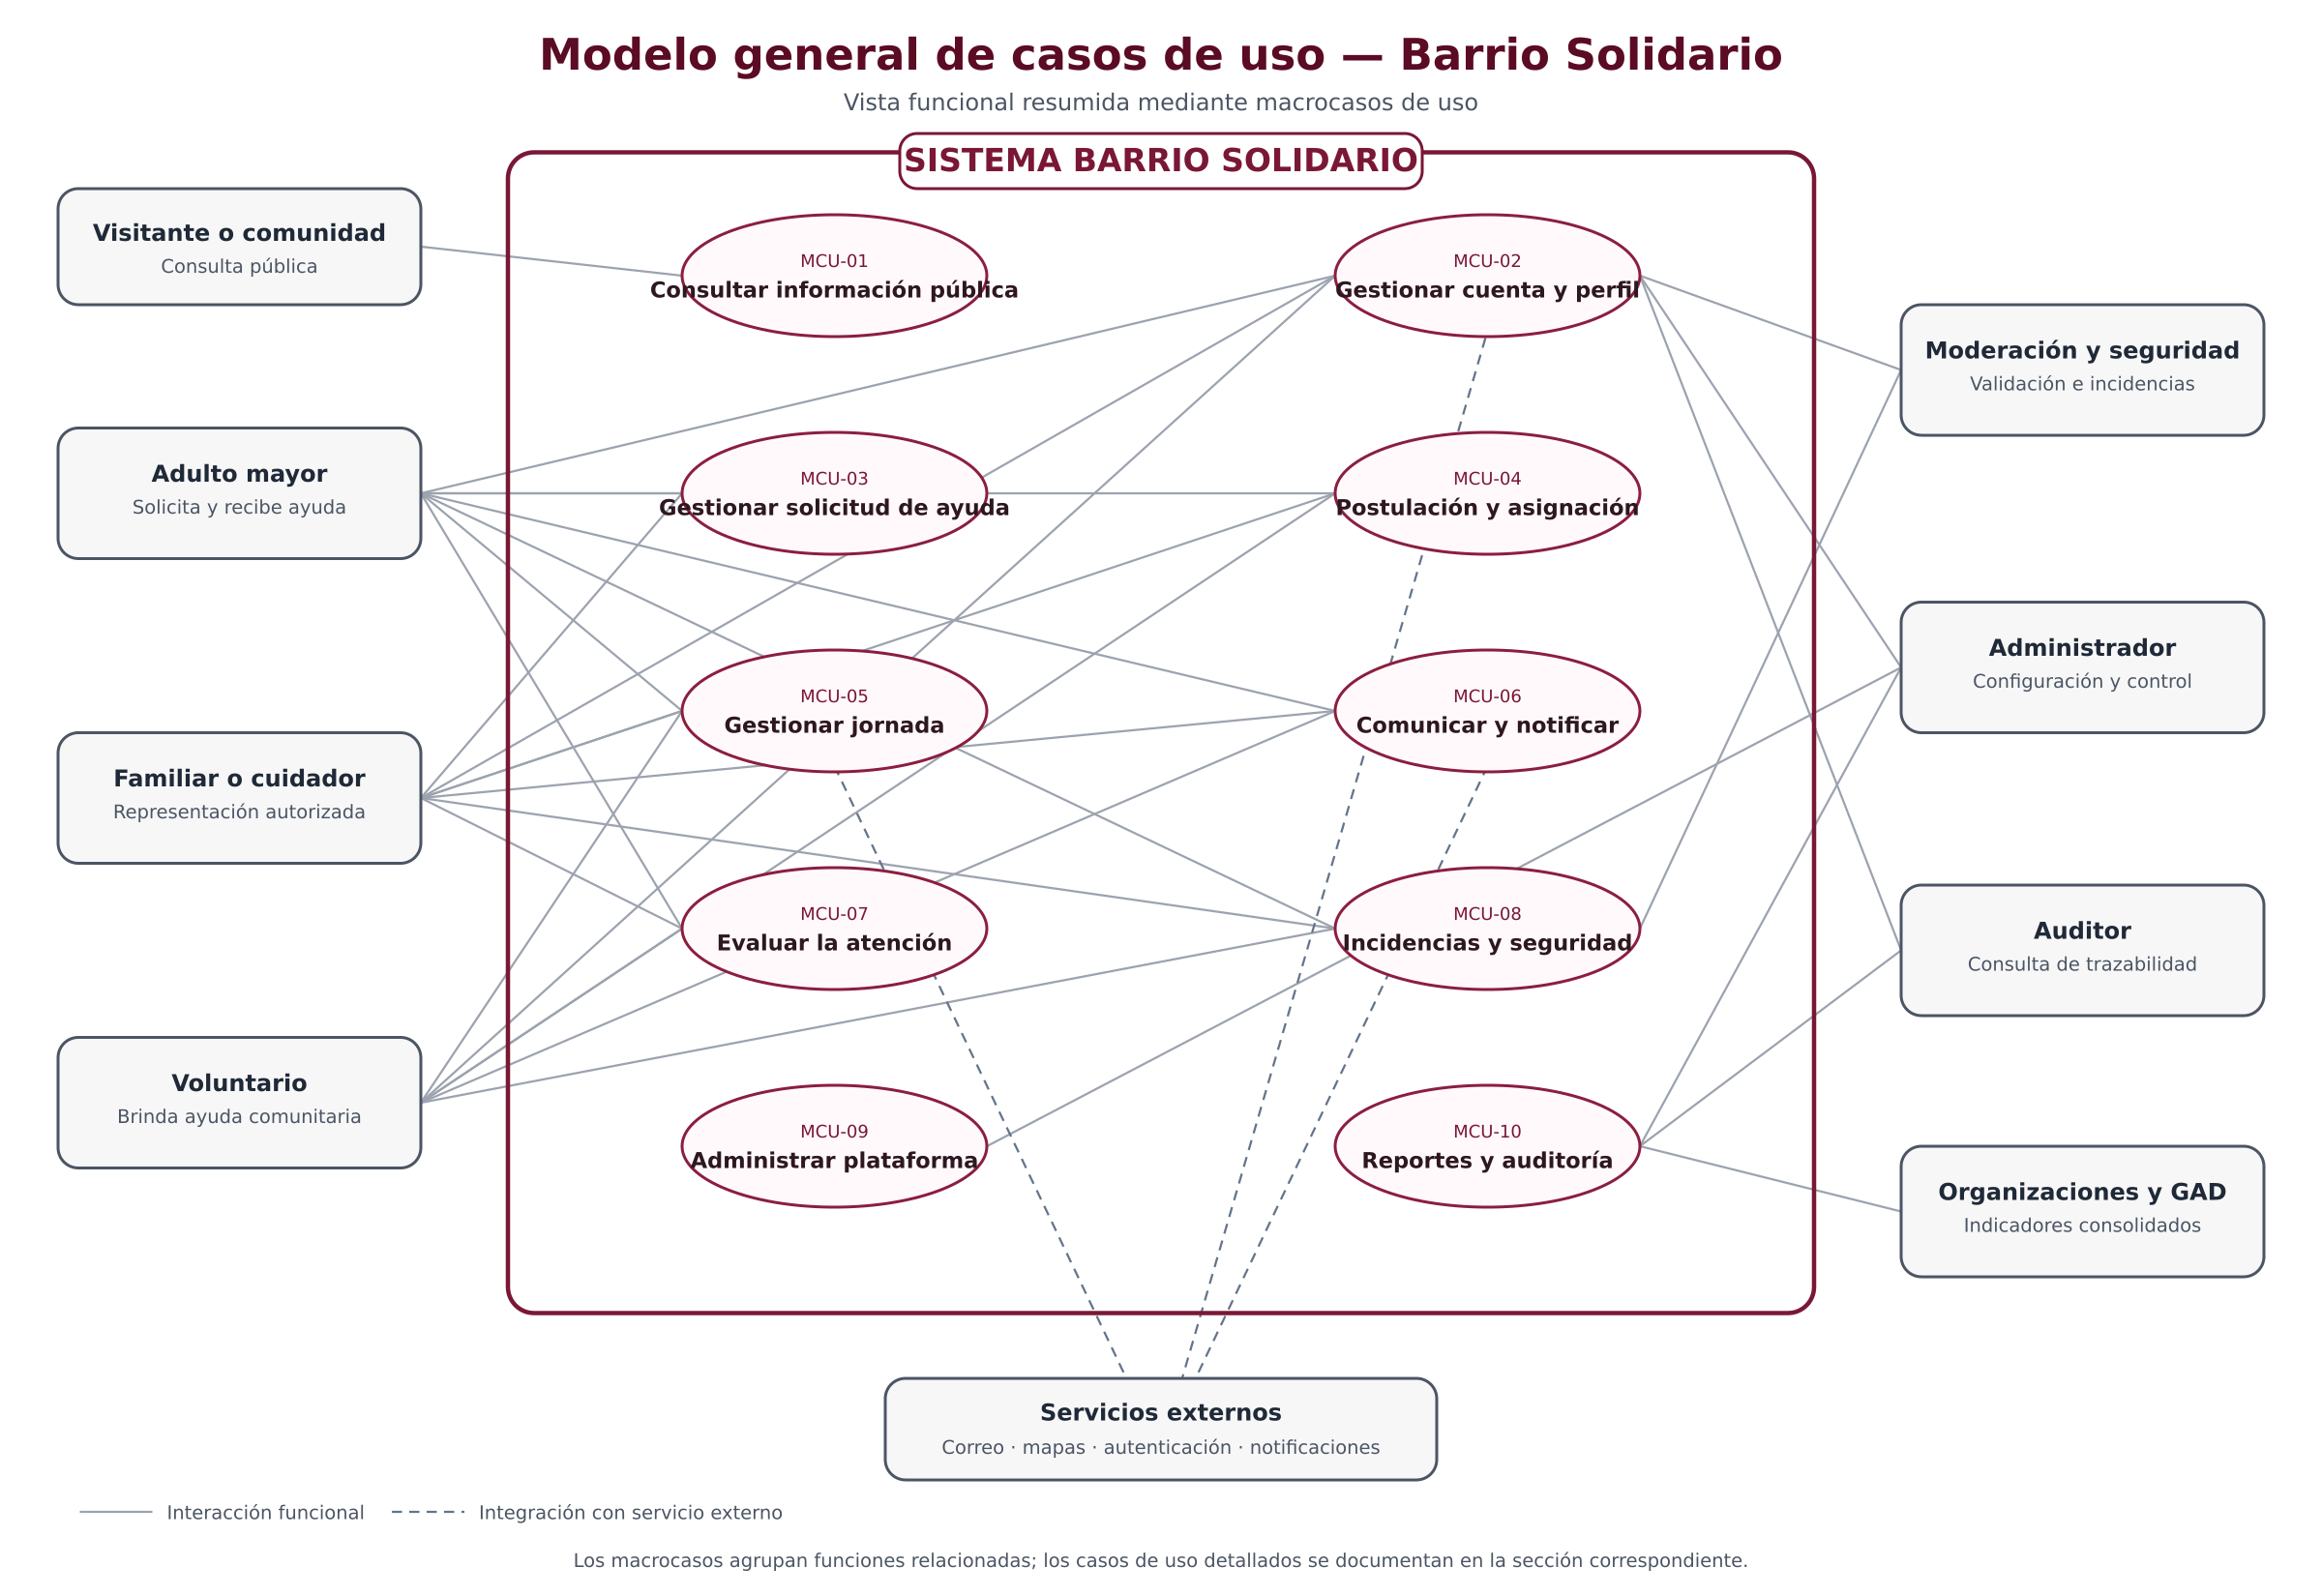 Modelo general de casos de uso — Barrio Solidario
Vista funcional resumida mediante macrocasos de uso
SISTEMA BARRIO SOLIDARIO
Visitante o comunidad
Consulta pública
Adulto mayor
Solicita y recibe ayuda
Familiar o cuidador
Representación autorizada
Voluntario
Brinda ayuda comunitaria
MCU-01
Consultar información pública
MCU-02
Gestionar cuenta y perfil
MCU-03
Gestionar solicitud de ayuda
MCU-04
Postulación y asignación
MCU-05
Gestionar jornada
MCU-06
Comunicar y notificar
MCU-07
Evaluar la atención
MCU-08
Incidencias y seguridad
MCU-09
Administrar plataforma
MCU-10
Reportes y auditoría
Moderación y seguridad
Validación e incidencias
Administrador
Configuración y control
Auditor
Consulta de trazabilidad
Organizaciones y GAD
Indicadores consolidados
Servicios externos
Correo · mapas · autenticación · notificaciones
Interacción funcional
Integración con servicio externo
Los macrocasos agrupan funciones relacionadas; los casos de uso detallados se documentan en la sección correspondiente.